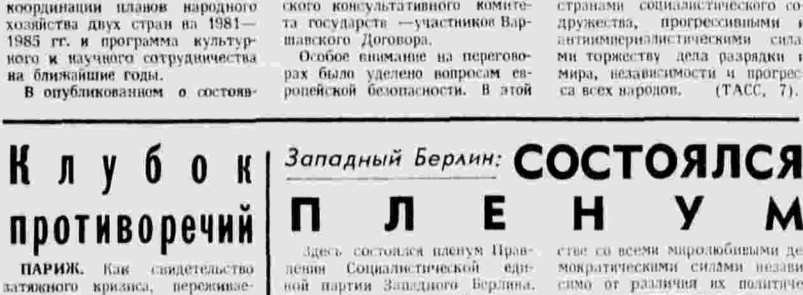 координации планов народного
хозяйства двух стран на 1981—
1985 гг. и программа культур-
ного и научного сотрудничества
на ближайшие годы.
В опубликованном о состояв-
ского консультативного комите-
та государств — участников Вар-
шавского Договора.
Особое внимание на перегово-
рах было уделено вопросам ев-
ропейской безопасности. В этой
странами социалистического со-
дружества, прогрессивными и
антиимпериалистическими сила-
ми торжеству дела разрядки и
мира, независимости и прогрес-
са всех народов. (ТАСС, 7).
Клубок
противоречий
ПАРИЖ. Как свидетельство
затяжного кризиса, переживае-
Западный Берлин: СОСТОЯЛСЯ
ПЛЕНУМ
Здесь состоялся пленум Прав-
ления Социалистической еди-
ной партии Западного Берлина.
стве со всеми миролюбивыми де-
мократическими силами незави-
симо от различия их политиче-